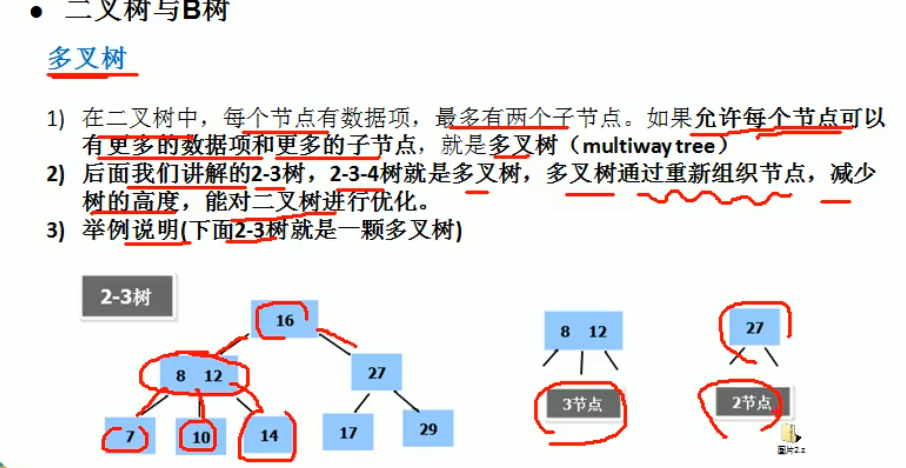 ● 二叉树与B树
多叉树
1) 在二叉树中，每个节点有数据项，最多有两个子节点。如果允许每个节点可以
有更多的数据项和更多的子节点，就是多叉树（multiway tree）
2) 后面我们讲解的2-3树，2-3-4树就是多叉树，多叉树通过重新组织节点，减少
树的高度，能对二叉树进行优化。
3) 举例说明(下面2-3树就是一颗多叉树)
2-3树
16
8 12
27
7
10
14
17
29
8 12
3节点
27
2节点
图片2.z